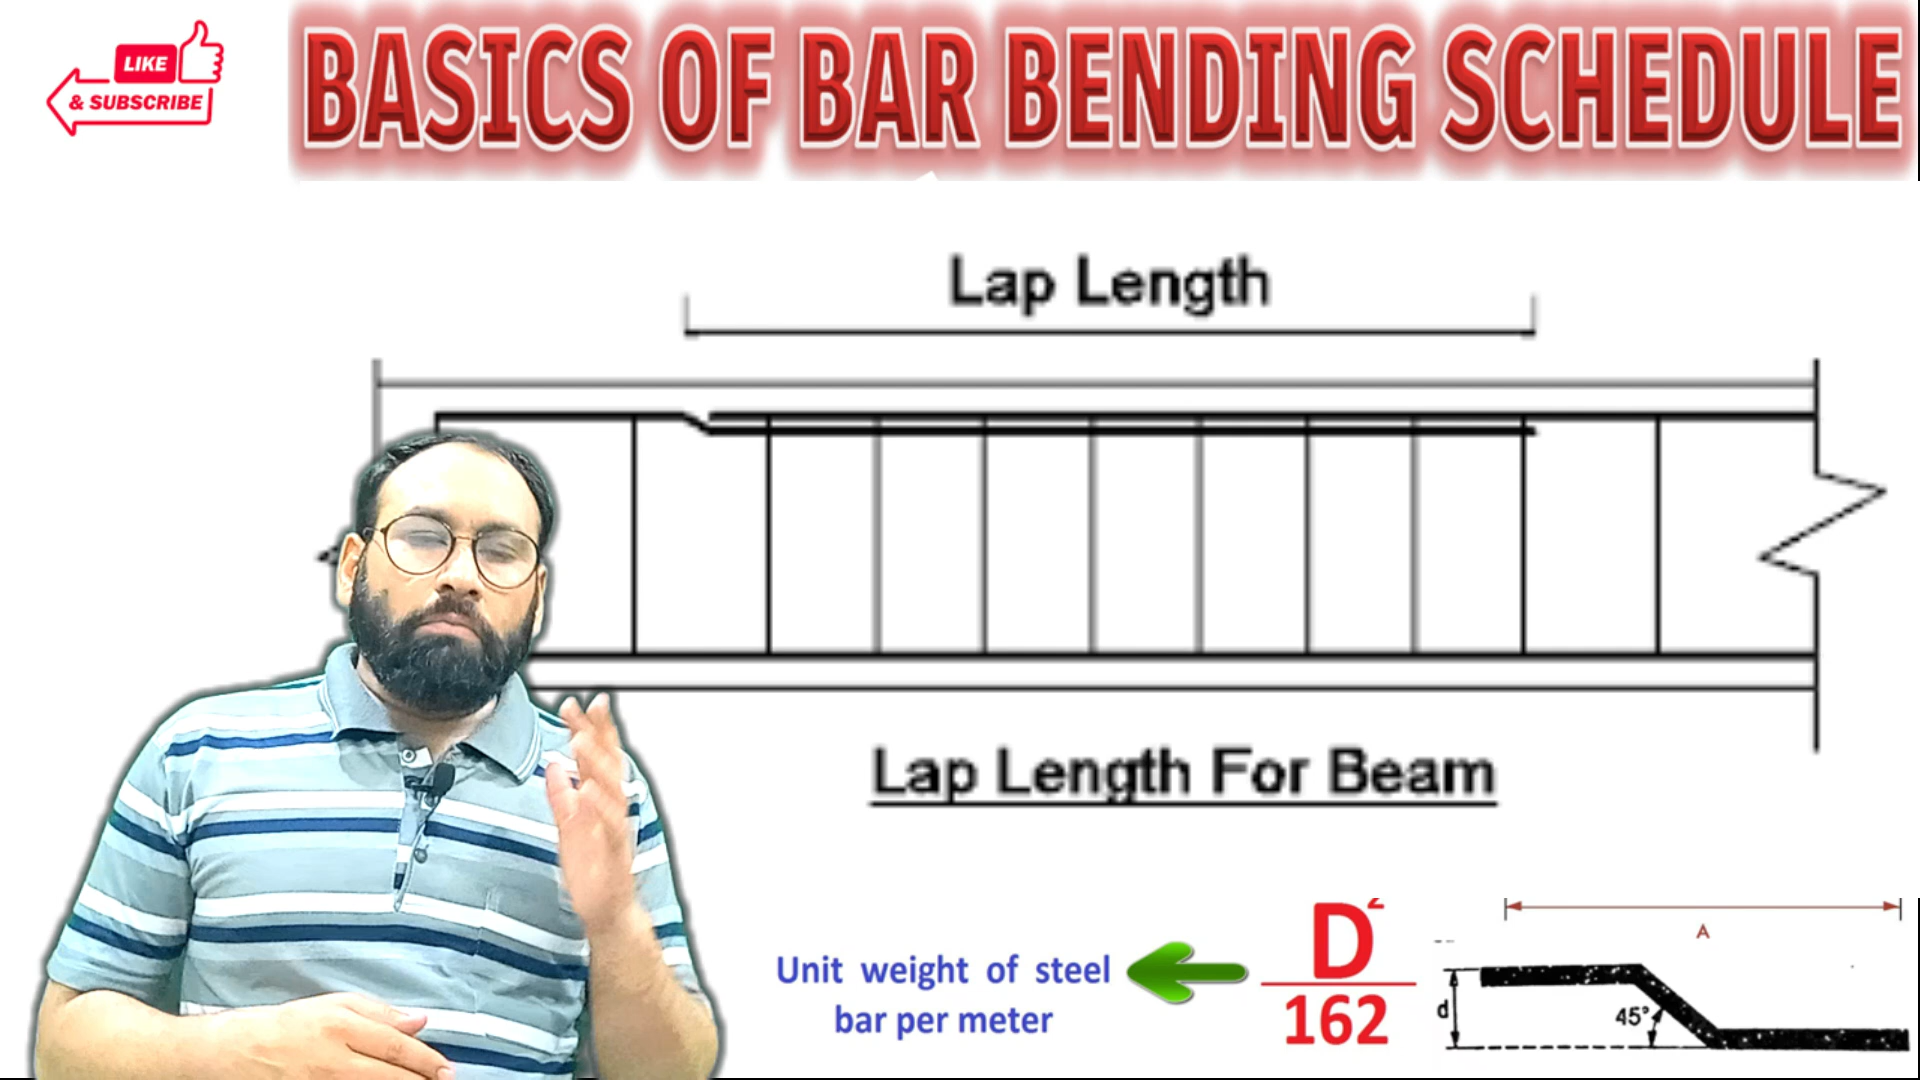 LIKE
& SUBSCRIBE
BASICS OF BAR BENDING SCHEDULE
Lap Length
Lap Length For Beam
Unit weight of steel
bar per meter
D²
162
A
d
45°